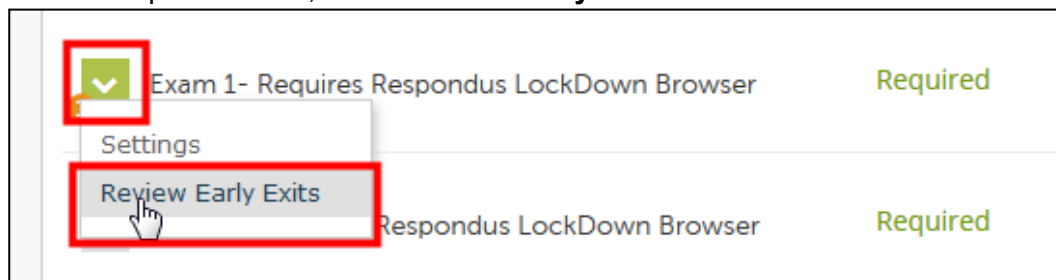 Exam 1- Requires Respondus LockDown Browser Required
Settings
Review Early Exits
Respondus LockDown Browser Required